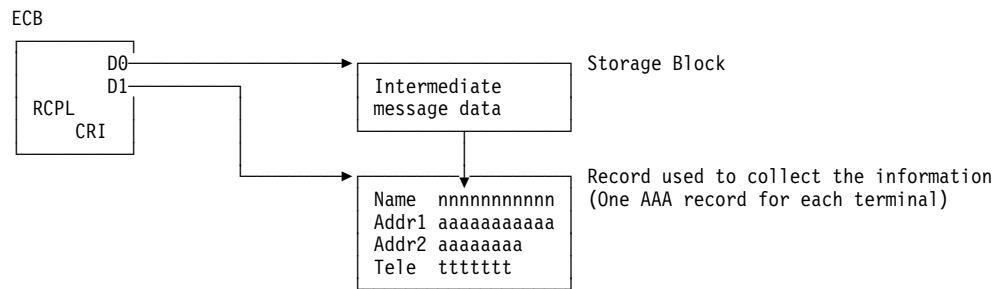 ECB
D0
Storage Block
D1
Intermediate
message data
RCPL
CRI
Record used to collect the information
(One AAA record for each terminal)
Name nnnnnnnnnnn
Addr1 aaaaaaaaaaa
Addr2 aaaaaaaa
Tele ttttttt